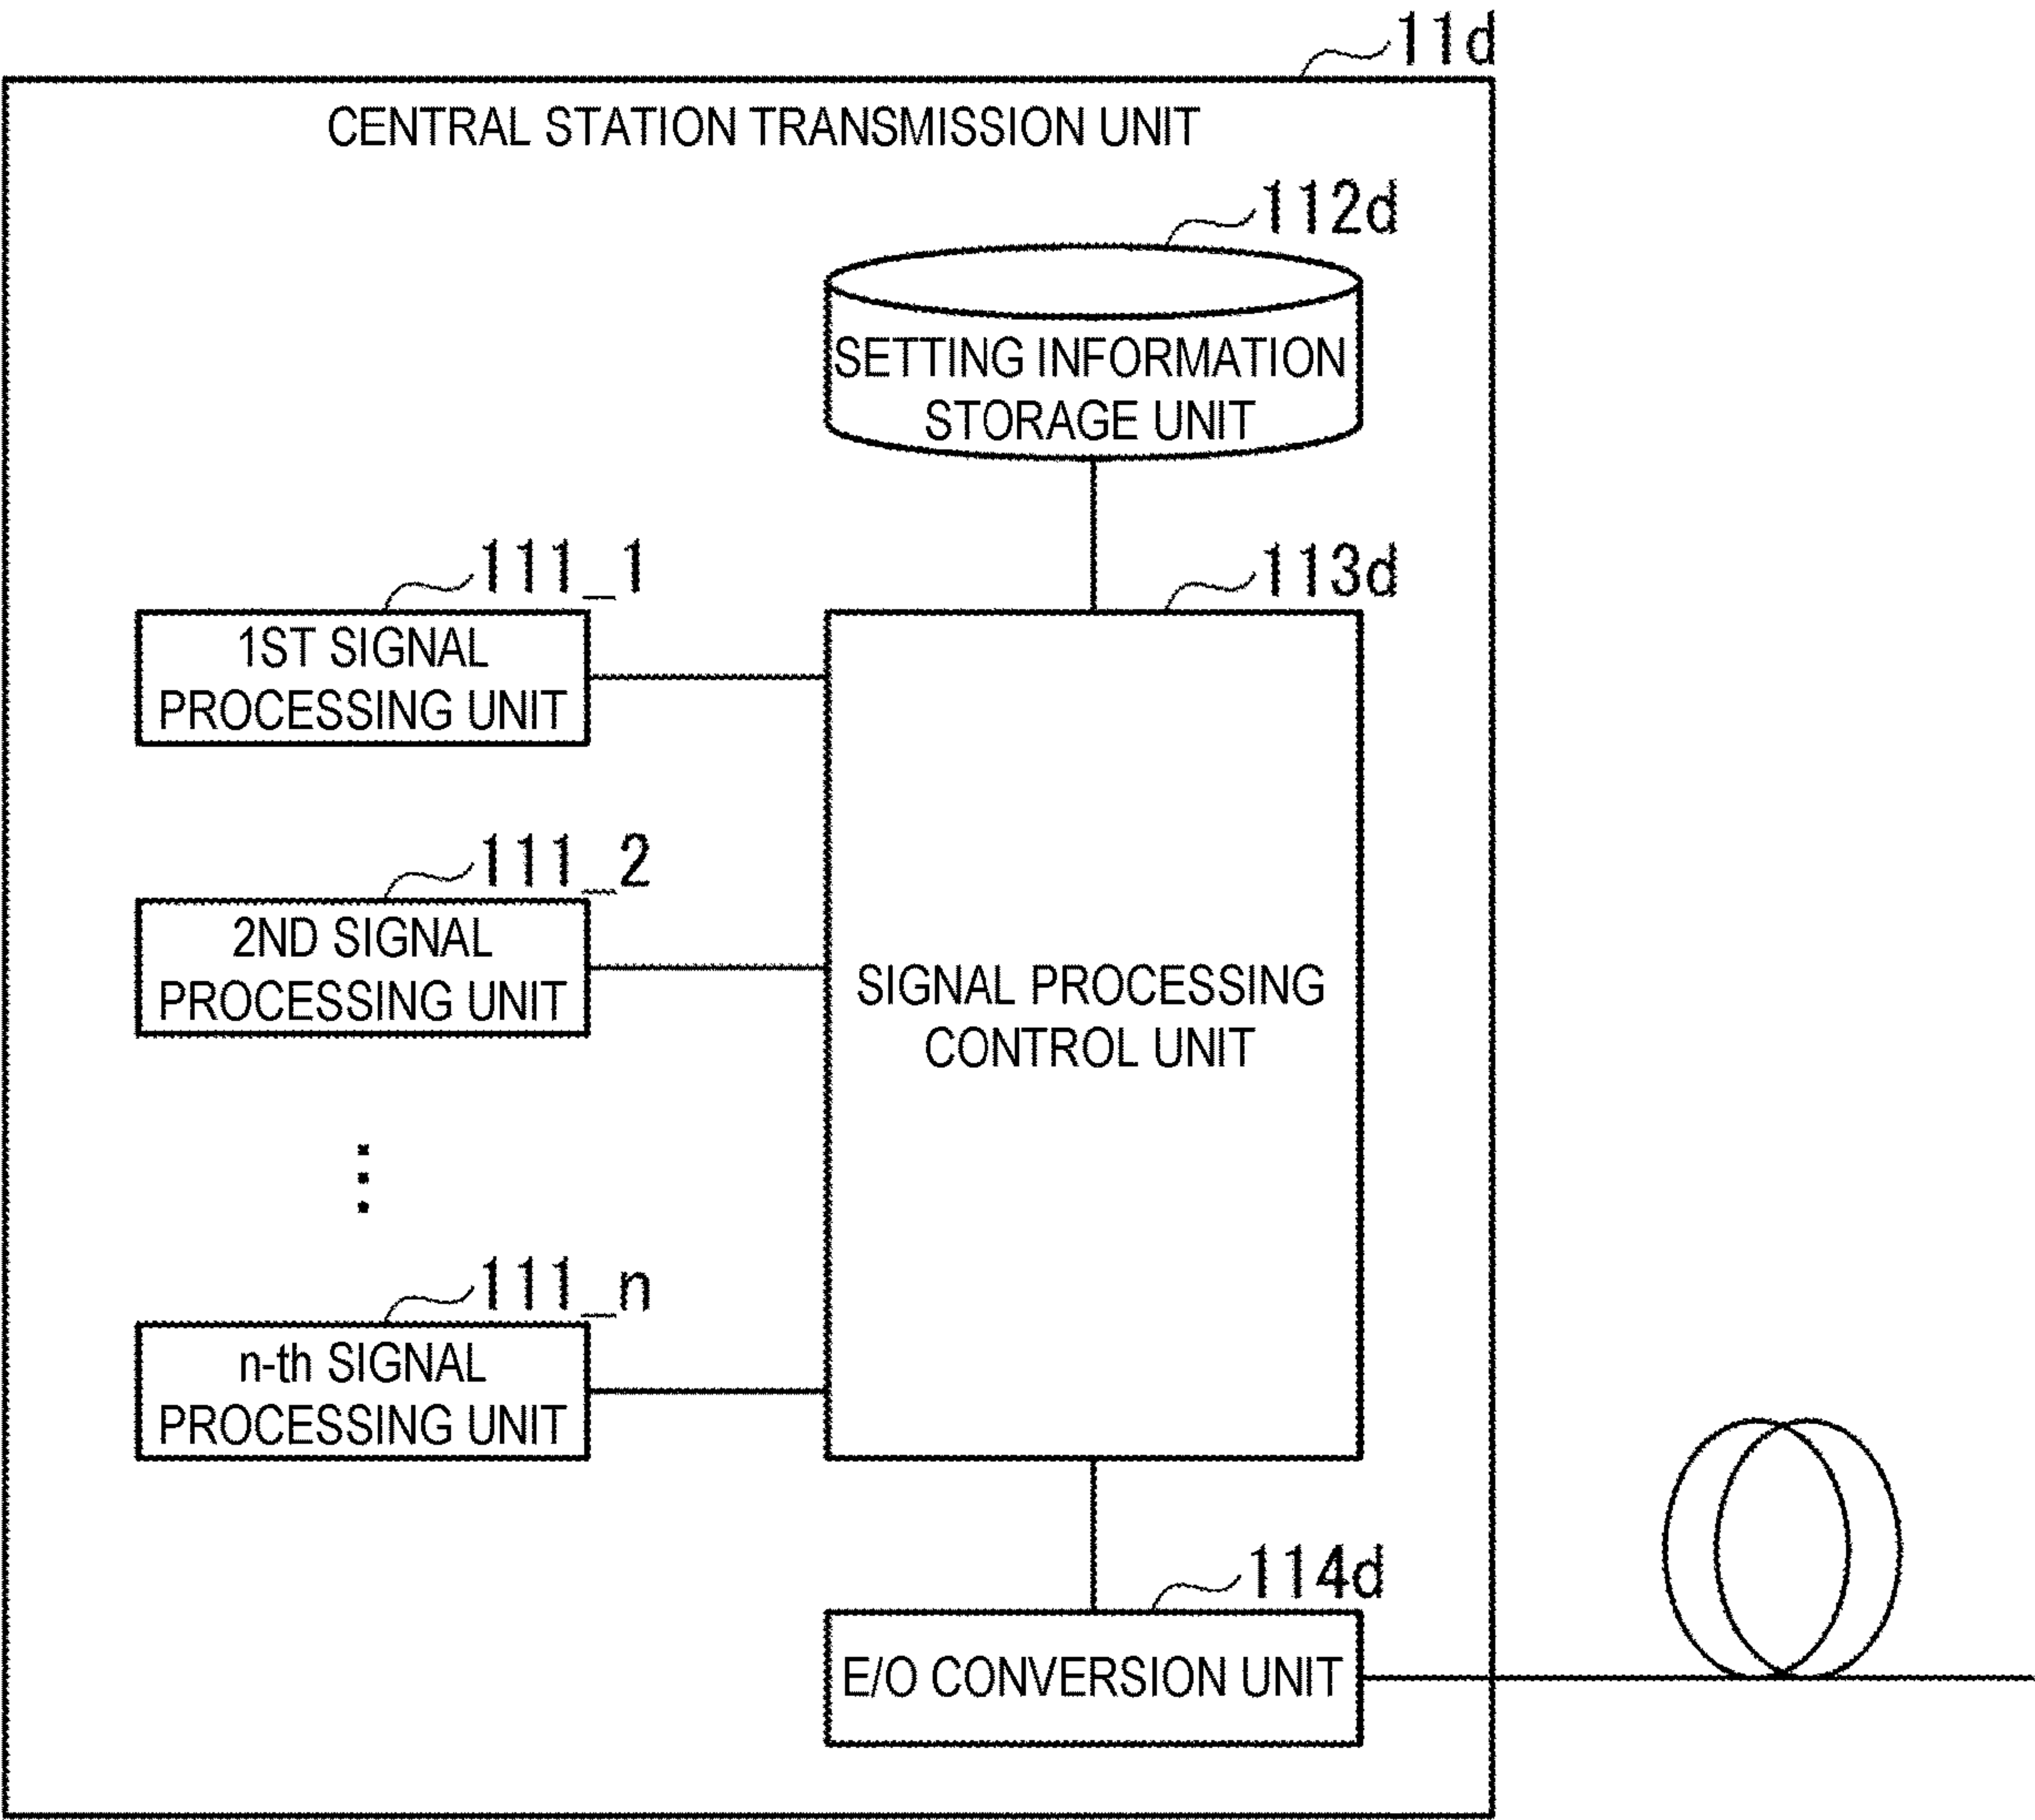 11d
CENTRAL STATION TRANSMISSION UNIT
112d
SETTING INFORMATION
STORAGE UNIT
111_1
1ST SIGNAL
PROCESSING UNIT
113d
111_2
2ND SIGNAL
PROCESSING UNIT
SIGNAL PROCESSING
CONTROL UNIT
⋮
111_n
n-th SIGNAL
PROCESSING UNIT
114d
E/O CONVERSION UNIT